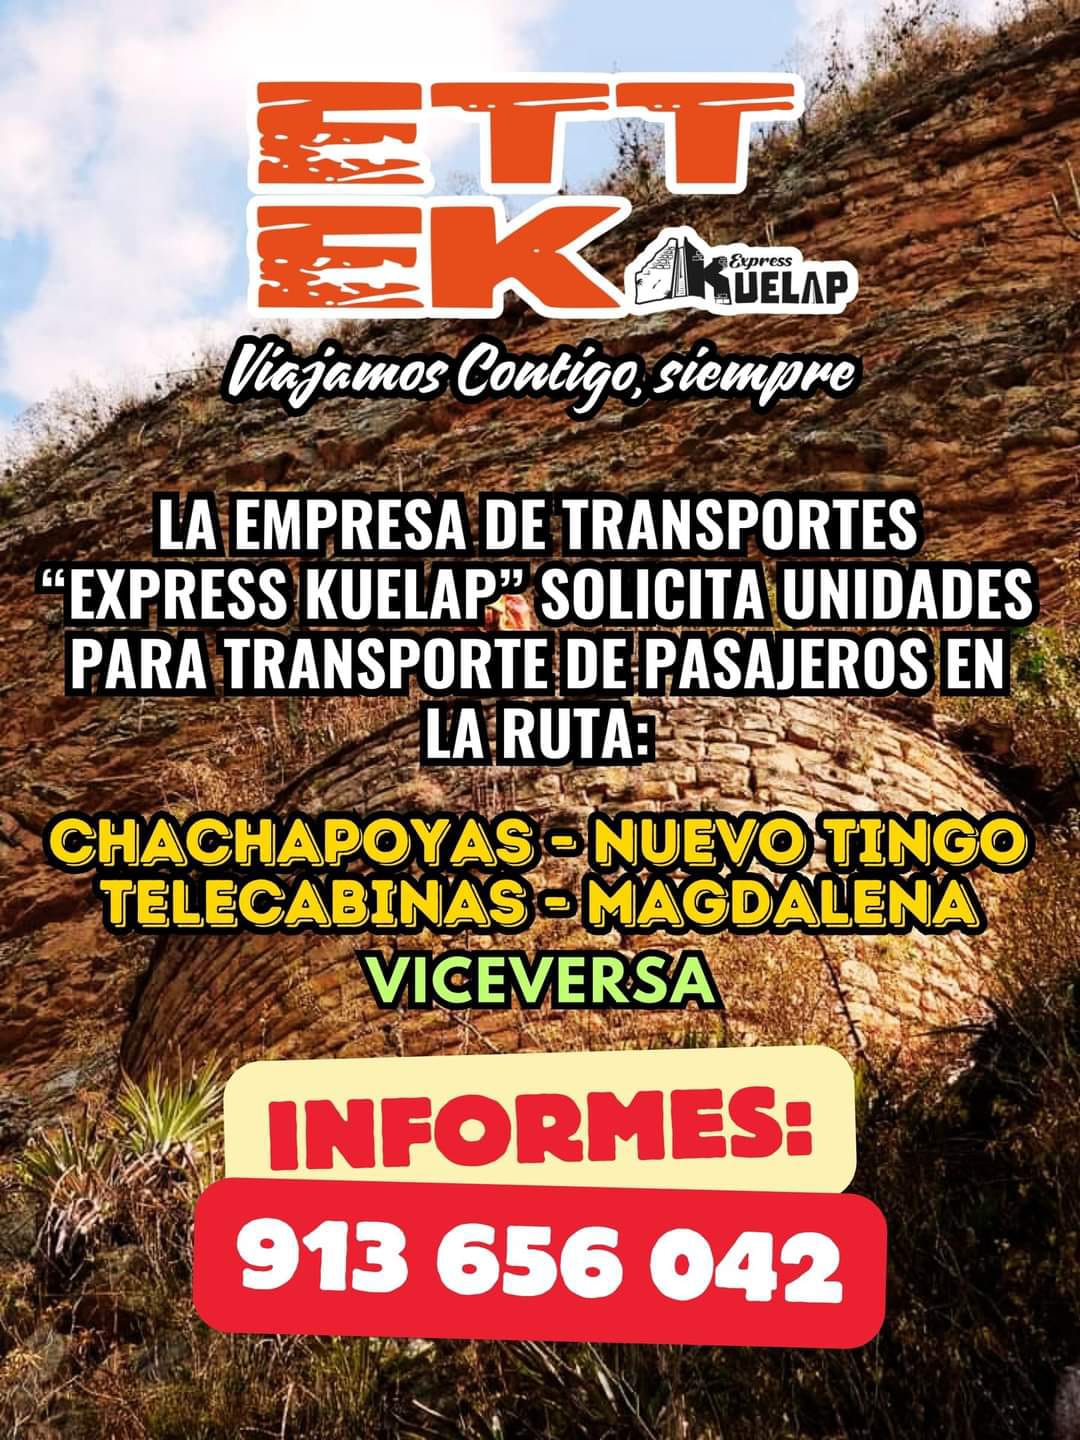 ETT
EK
Express
KUELAP
Viajamos Contigo, siempre
LA EMPRESA DE TRANSPORTES
“EXPRESS KUELAP” SOLICITA UNIDADES
PARA TRANSPORTE DE PASAJEROS EN
LA RUTA:
CHACHAPOYAS - NUEVO TINGO
TELECABINAS - MAGDALENA
VICEVERSA
INFORMES:
913 656 042